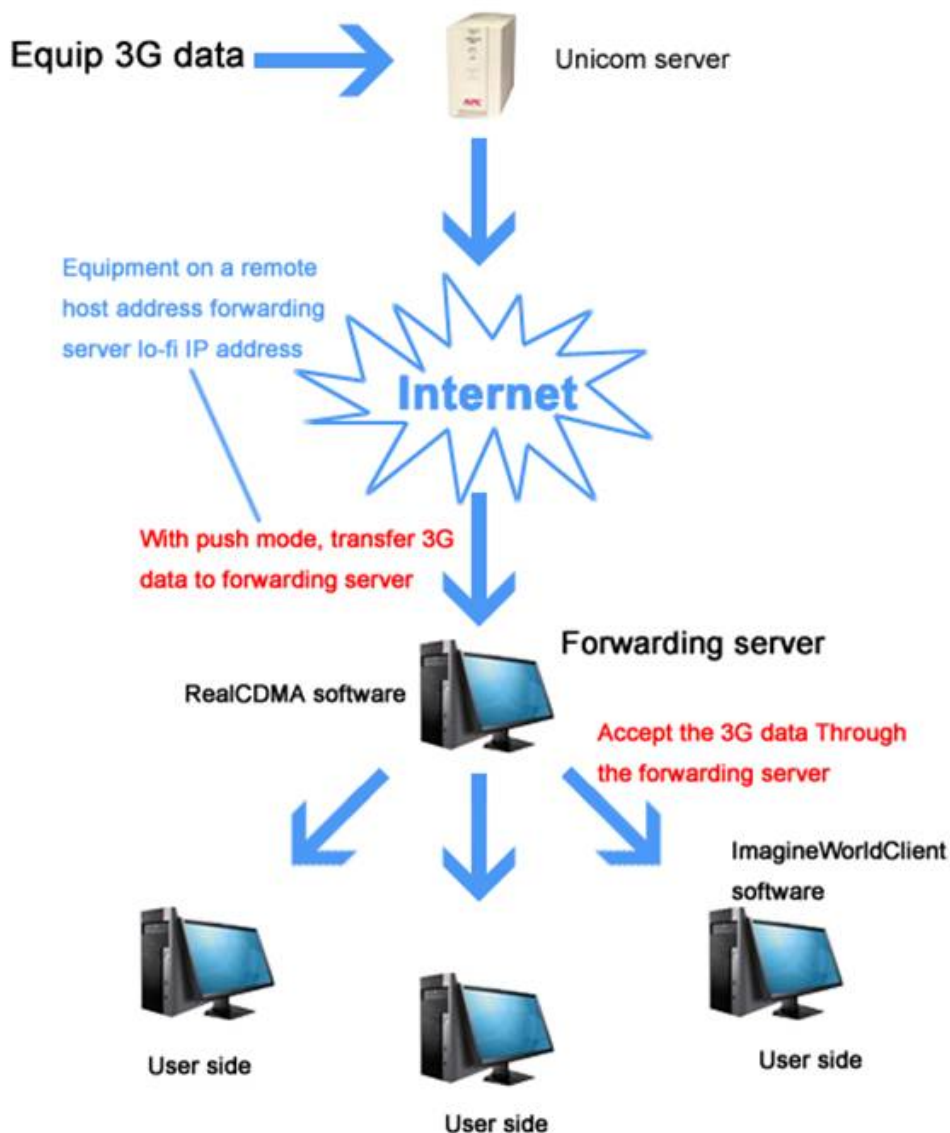 Equip 3G data
Unicom server
APC
Equipment on a remote
host address forwarding
server lo-fi IP address
Internet
With push mode, transfer 3G
data to forwarding server
Forwarding server
RealCDMA software
Accept the 3G data Through
the forwarding server
ImagineWorldClient
software
User side
User side
User side